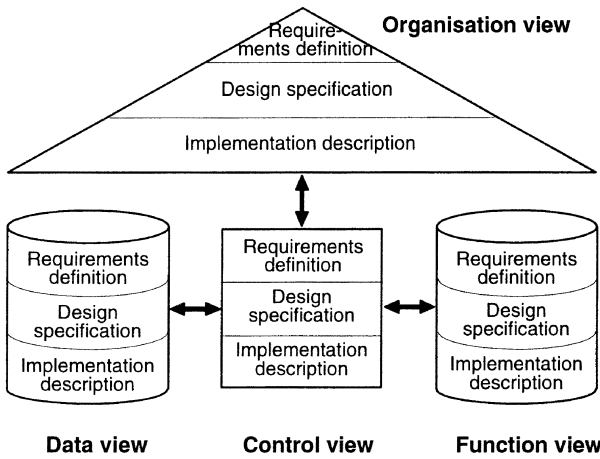 Organisation view
Require-
ments definition
Design specification
Implementation description
Requirements
definition
Design
specification
Implementation
description
Requirements
definition
Design
specification
Implementation
description
Requirements
definition
Design
specification
Implementation
description
Data view
Control view
Function view